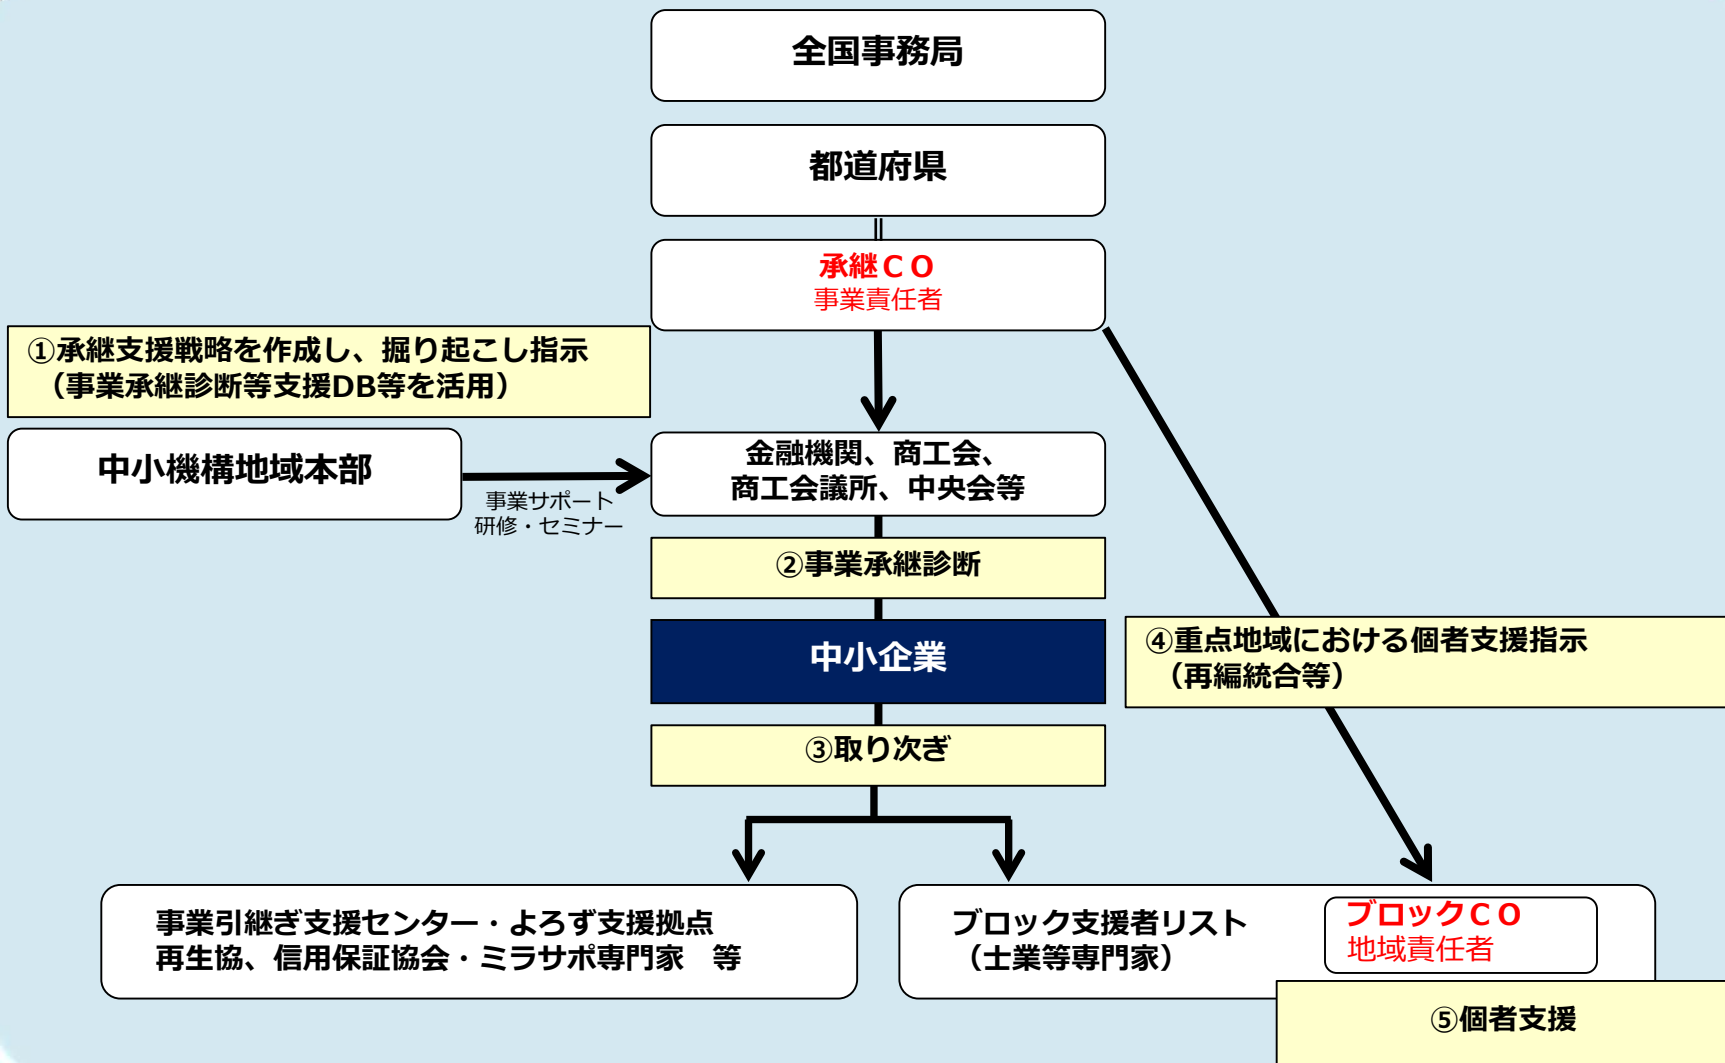 全国事務局
都道府県
承継ＣＯ
事業責任者
①承継支援戦略を作成し、掘り起こし指示
（事業承継診断等支援DB等を活用）
中小機構地域本部
事業サポート
研修・セミナー
金融機関、商工会、
商工会議所、中央会等
②事業承継診断
中小企業
④重点地域における個者支援指示
（再編統合等）
③取り次ぎ
事業引継ぎ支援センター・よろず支援拠点
再生協、信用保証協会・ミラサポ専門家　等
ブロック支援者リスト
（士業等専門家）
ブロックＣＯ
地域責任者
⑤個者支援